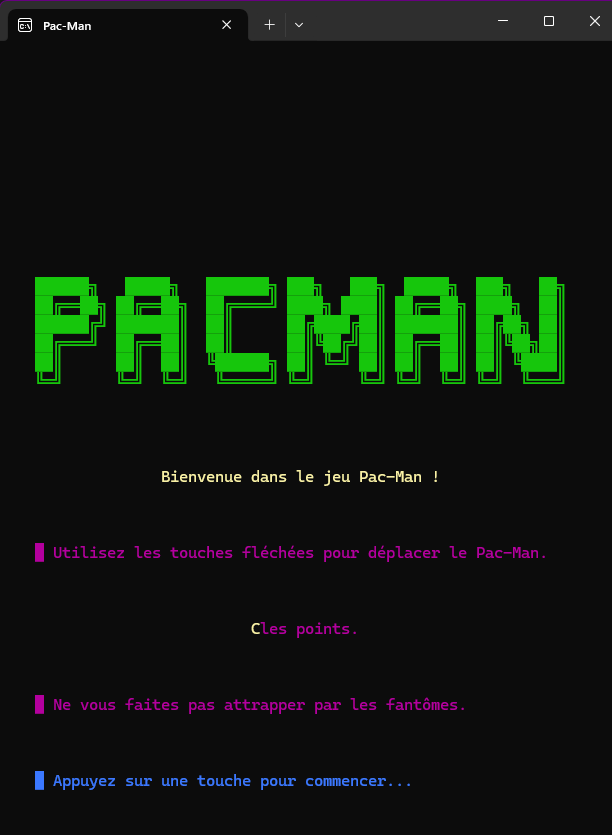 Pac-Man
PACMAN
Bienvenue dans le jeu Pac-Man !
Utilisez les touches fléchées pour déplacer le Pac-Man.
Cles points.
Ne vous faites pas attrapper par les fantômes.
Appuyez sur une touche pour commencer...